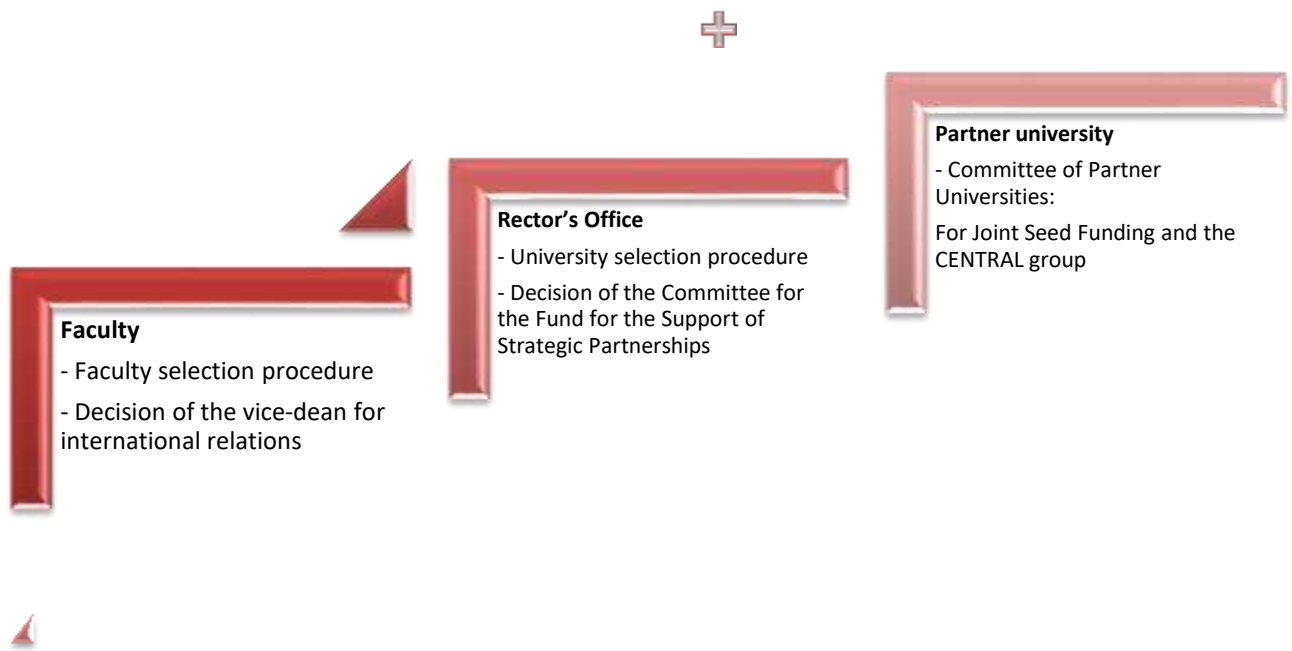 Faculty
- Faculty selection procedure
- Decision of the vice-dean for
international relations
Rector’s Office
- University selection procedure
- Decision of the Committee for
the Fund for the Support of
Strategic Partnerships
Partner university
- Committee of Partner
Universities:
For Joint Seed Funding and the
CENTRAL group